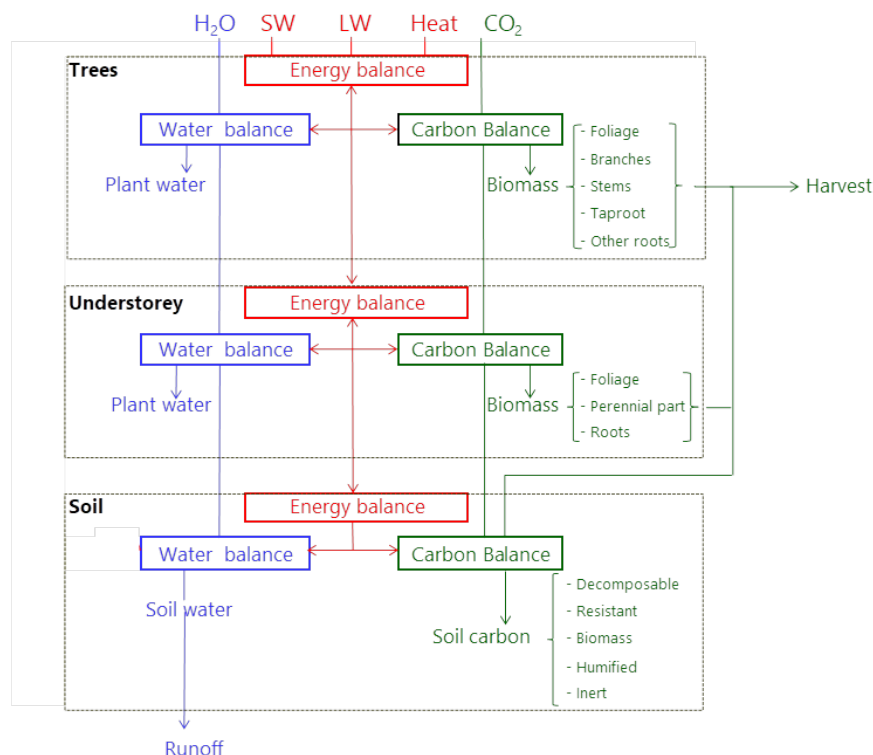 H₂O SW LW Heat CO₂
Trees
Energy balance
Water balance
Carbon Balance
Plant water
Biomass
- Foliage
- Branches
- Stems
- Taproot
- Other roots
Harvest
Understorey
Energy balance
Water balance
Carbon Balance
Plant water
Biomass
- Foliage
- Perennial part
- Roots
Soil
Energy balance
Water balance
Carbon Balance
Soil water
Soil carbon
- Decomposable
- Resistant
- Biomass
- Humified
- Inert
Runoff